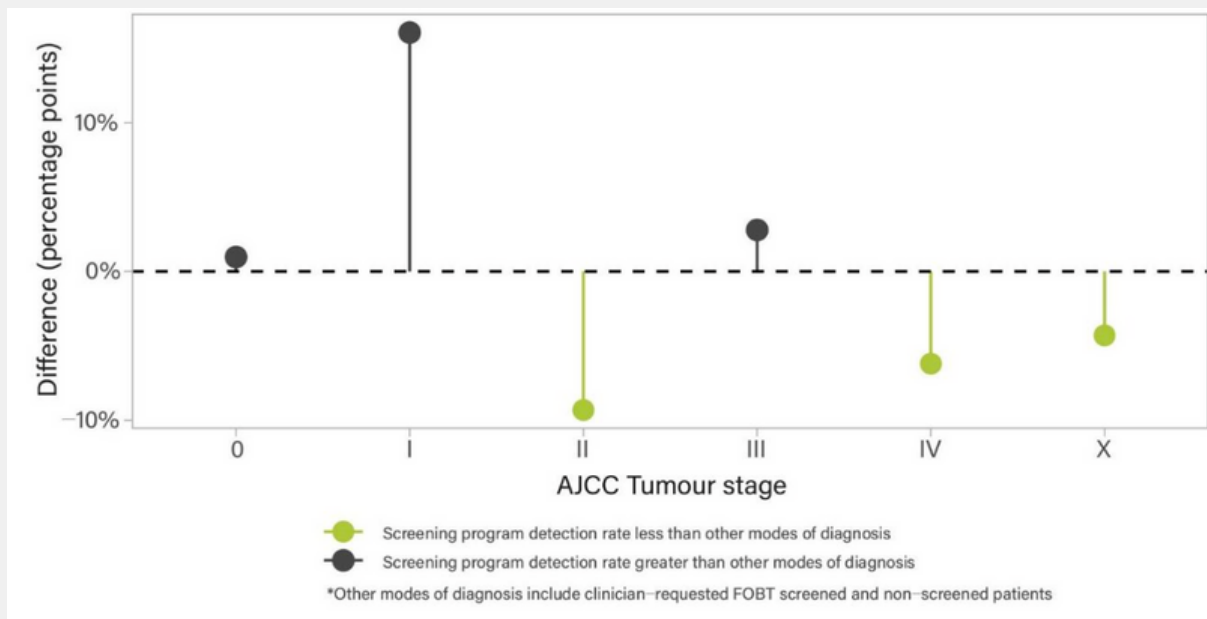 Difference (percentage points)
10%
0%
−10%
0
I
II
III
IV
X
AJCC Tumour stage
Screening program detection rate less than other modes of diagnosis
Screening program detection rate greater than other modes of diagnosis
*Other modes of diagnosis include clinician−requested FOBT screened and non−screened patients